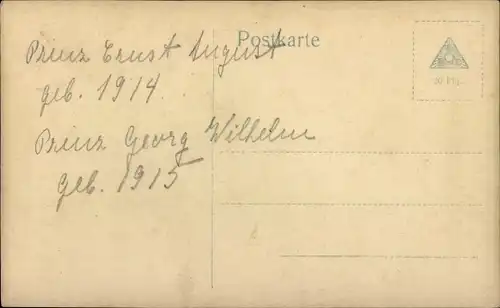 Prinz Ernst August
Postkarte
geb. 1914.
Prinz Georg Wilhelm
geb. 1915